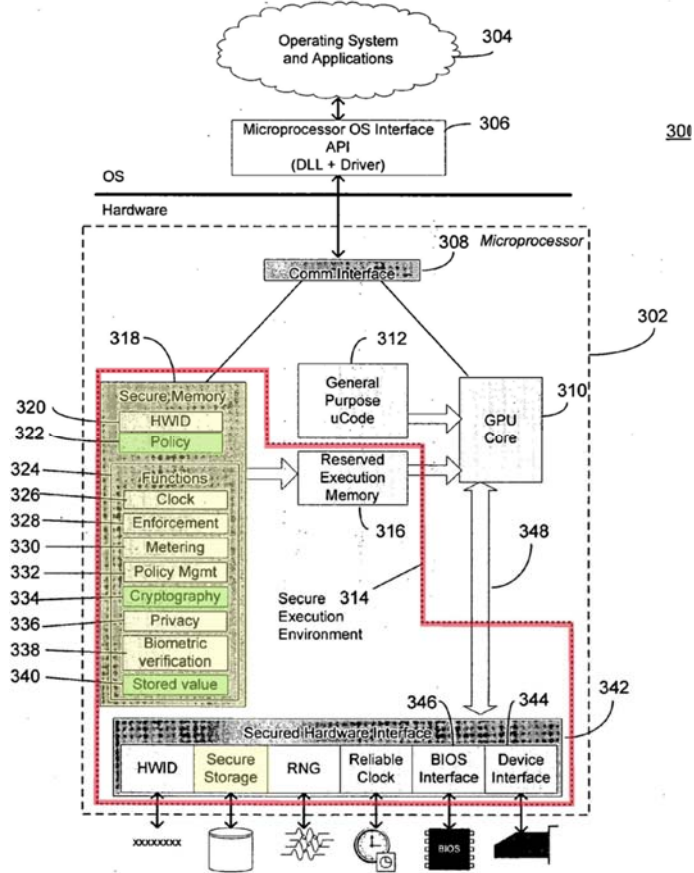 Operating System
and Applications
304
Microprocessor OS Interface
API
(DLL + Driver)
306
OS
Hardware
308
Microprocessor
Comm Interface
302
318
312
Secure Memory
General
Purpose
uCode
310
GPU
Core
320
HWID
322
Policy
324
Functions
Reserved
Execution
Memory
326
Clock
316
328
Enforcement
330
Metering
348
332
Policy Mgmt
314
334
Cryptography
Secure
Execution
Environment
336
Privacy
338
Biometric
verification
340
Stored value
346
344
342
Secured Hardware Interface
HWID
Secure
Storage
RNG
Reliable
Clock
BIOS
Interface
Device
Interface
xxxxxxxx
BIOS